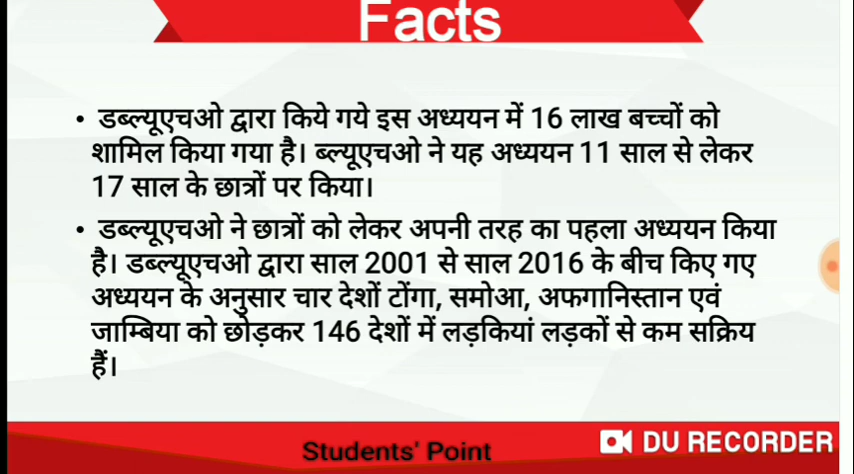 Facts
• डब्ल्यूएचओ द्वारा किये गये इस अध्ययन में 16 लाख बच्चों को
शामिल किया गया है। ब्ल्यूएचओ ने यह अध्ययन 11 साल से लेकर
17 साल के छात्रों पर किया।
• डब्ल्यूएचओ ने छात्रों को लेकर अपनी तरह का पहला अध्ययन किया
है। डब्ल्यूएचओ द्वारा साल 2001 से साल 2016 के बीच किए गए
अध्ययन के अनुसार चार देशों टोंगा, समोआ, अफगानिस्तान एवं
जाम्बिया को छोड़कर 146 देशों में लड़कियां लड़कों से कम सक्रिय
हैं।
Students' Point
DU RECORDER